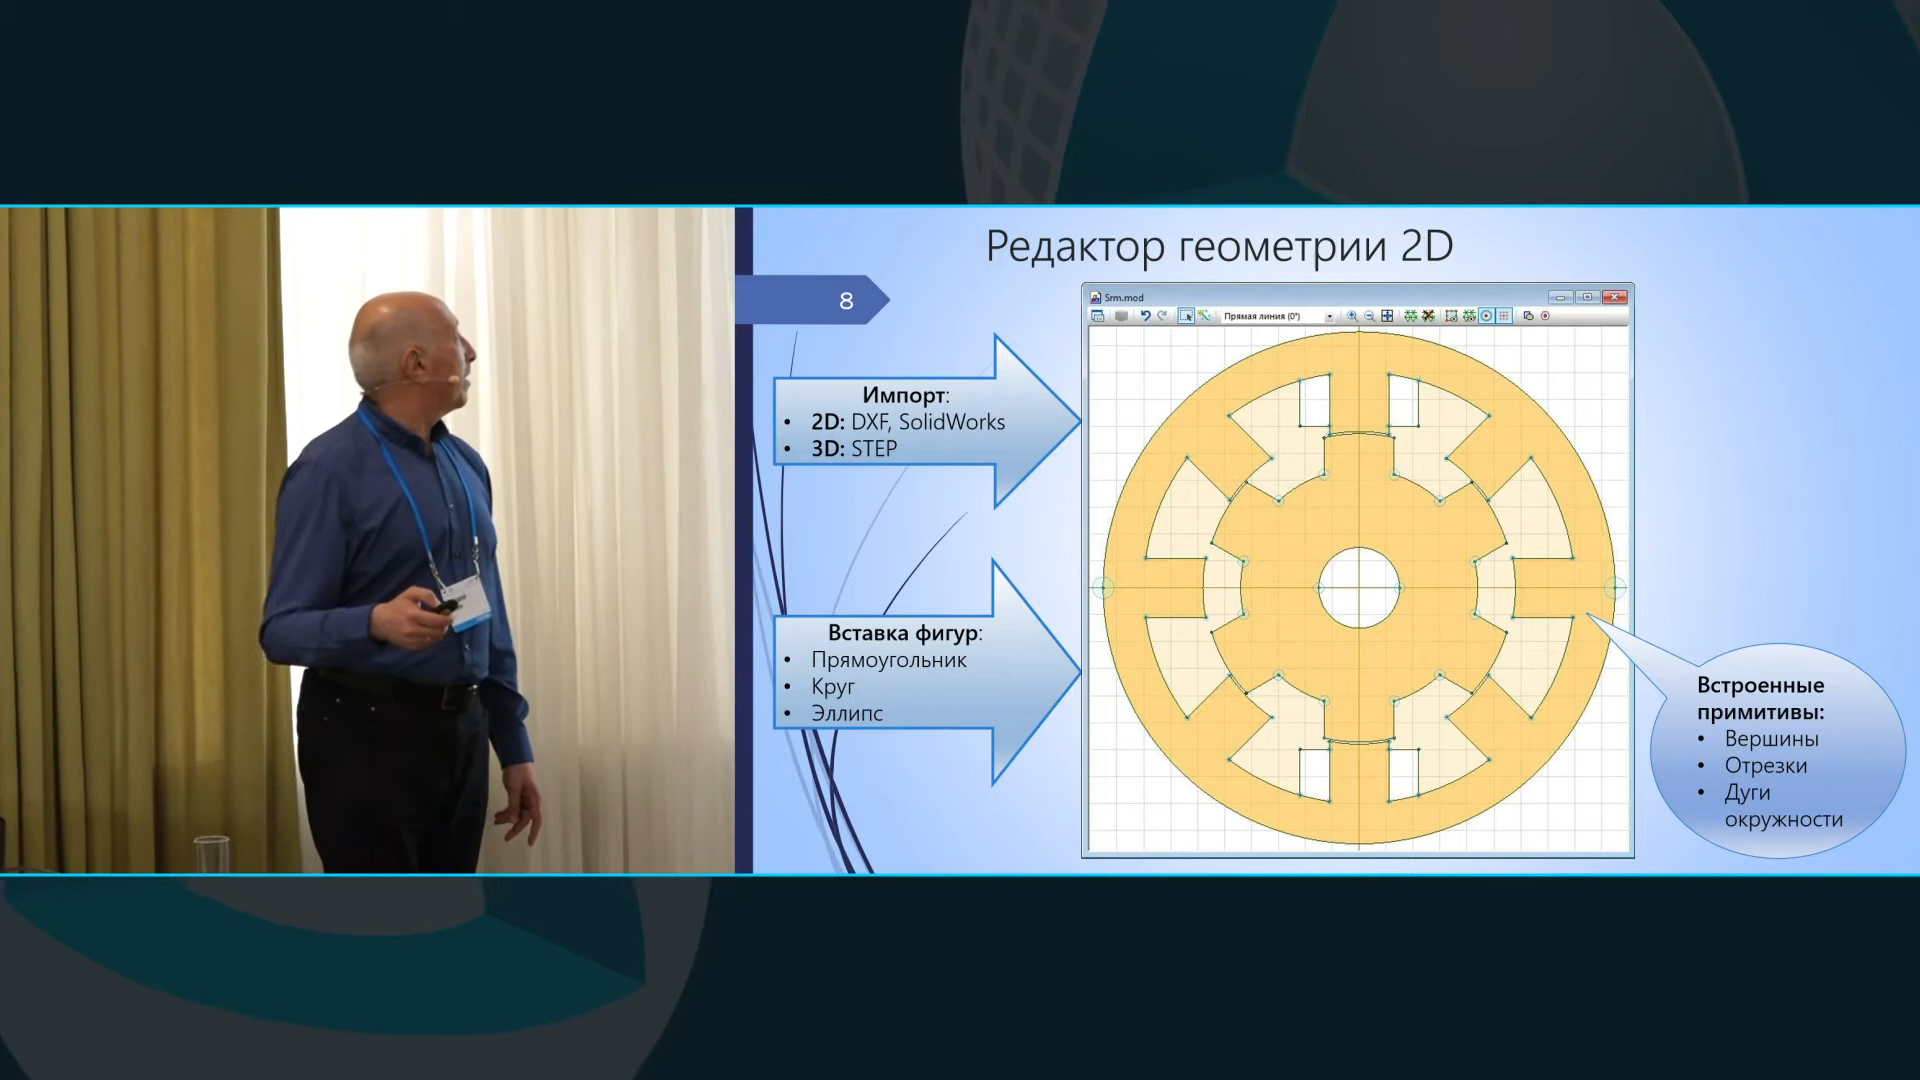 Редактор геометрии 2D
8
Srm.mod
Прямая линия (0°)
Импорт:
• 2D: DXF, SolidWorks
• 3D: STEP
Вставка фигур:
• Прямоугольник
• Круг
• Эллипс
Встроенные
примитивы:
• Вершины
• Отрезки
• Дуги
окружности